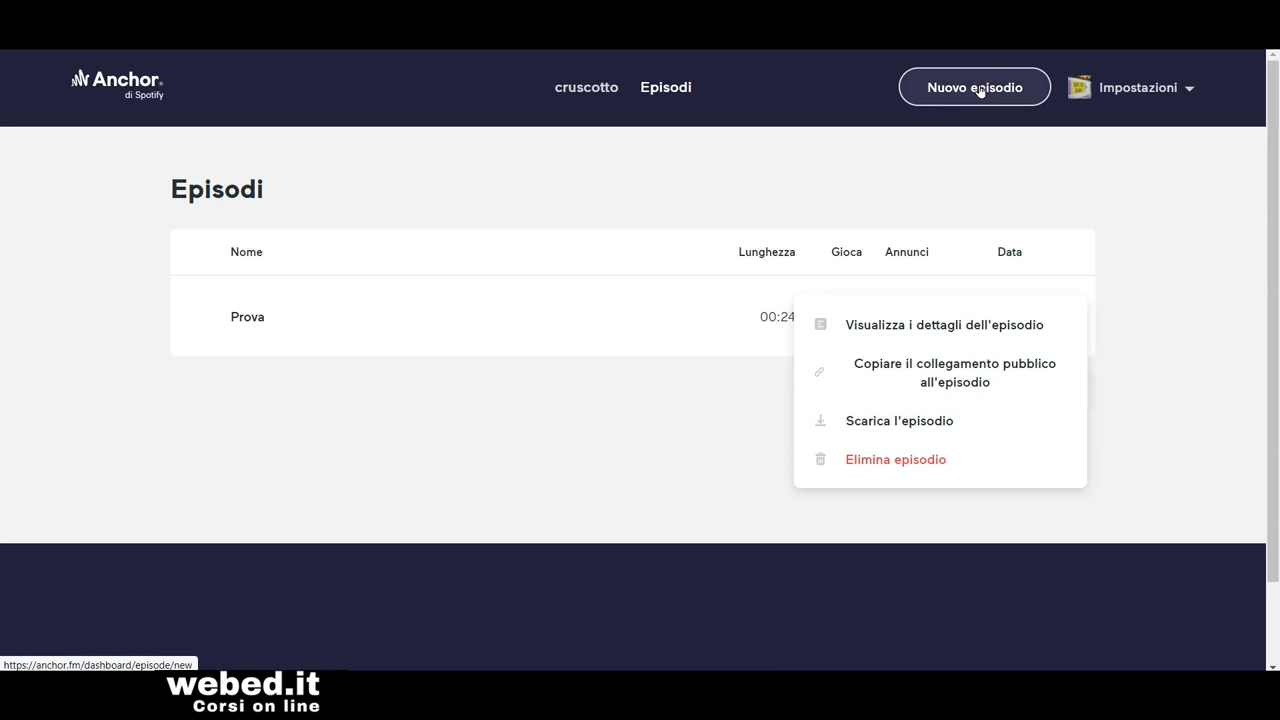 Anchor
di Spotify
cruscotto
Episodi
Nuovo episodio
Impostazioni
Episodi
Nome
Lunghezza
Gioca
Annunci
Data
Prova
00:24
Visualizza i dettagli dell'episodio
Copiare il collegamento pubblico
all'episodio
Scarica l'episodio
Elimina episodio
https://anchor.fm/dashboard/episode/new
webed.it
Corsi on line